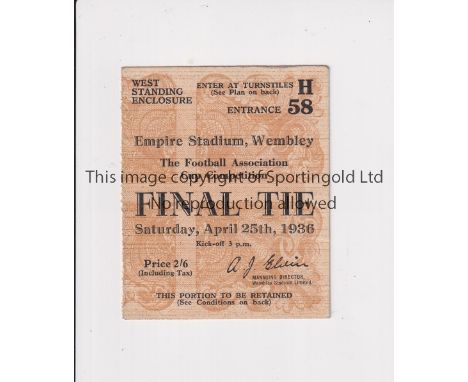 WEST STANDING ENCLOSURE
ENTER AT TURNSTILES H
(See Plan on back)
ENTRANCE 58
Empire Stadium, Wembley
The Football Association
Cup Competition
This image copyright of Sportingold Ltd
No reproduction allowed
FINAL TIE
Saturday, April 25th, 1936
Kick-off 3 p.m.
Price 2/6
(Including Tax)
A J Elvin
MANAGING DIRECTOR,
Wembley Stadium Limited.
THIS PORTION TO BE RETAINED
(See Conditions on back)